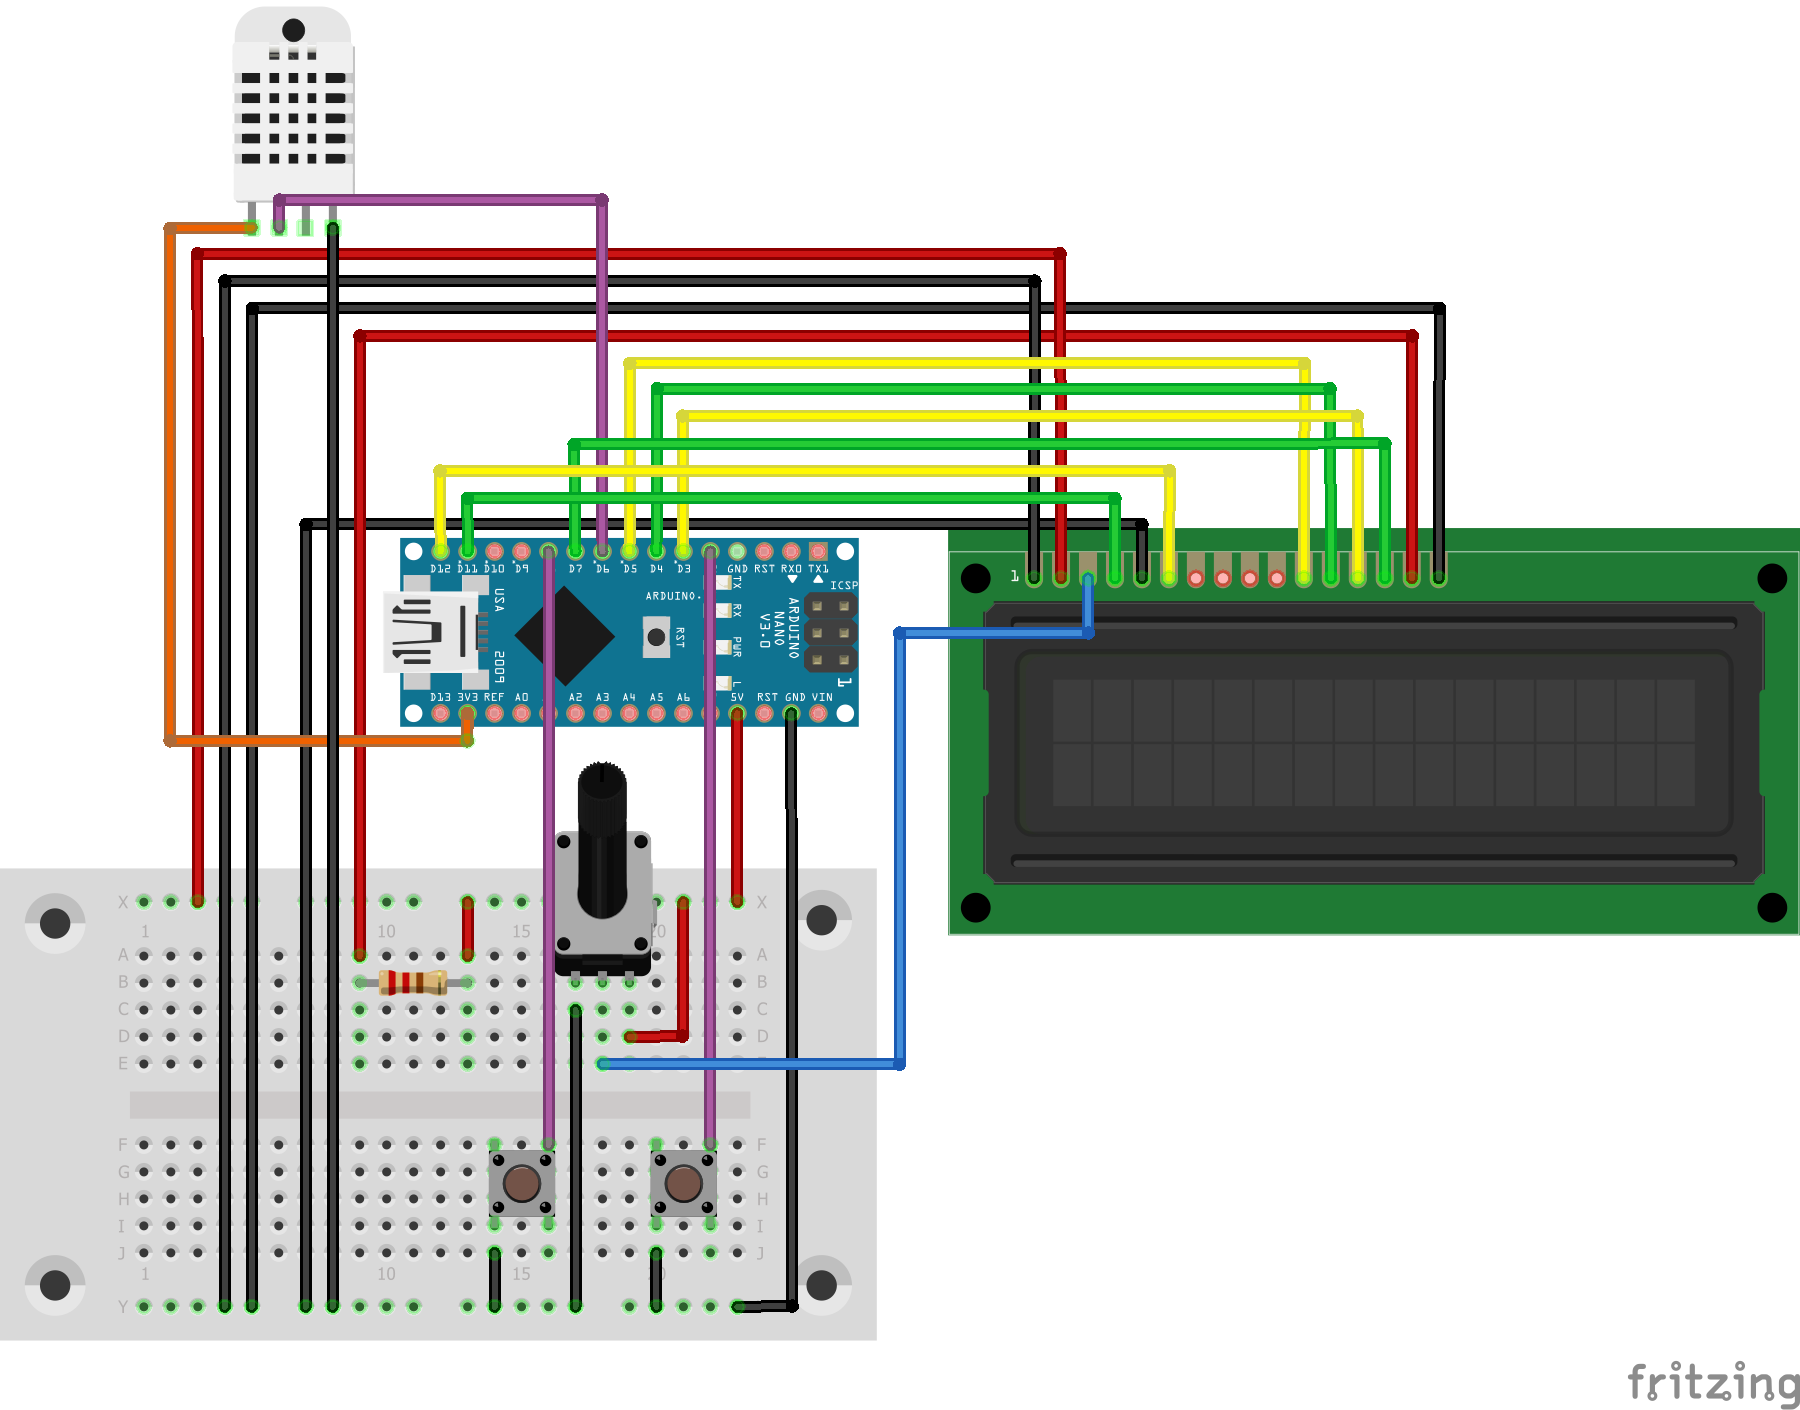 1
D12 D11 D10 D9 D7 D6 D5 D4 D3 GND RST RX0 TX1
ICSP
USA
ARDUINO.
TX
RX
ARDUINO
NANO
V3.0
RST
PWR
2009
L
1
D13 3V3 REF A0 A2 A3 A4 A5 A6 5V RST GND VIN
X X
1 10 15 20
A A
B B
C C
D D
E
F F
G G
H H
I I
J J
1 10 15
Y Y
fritzing